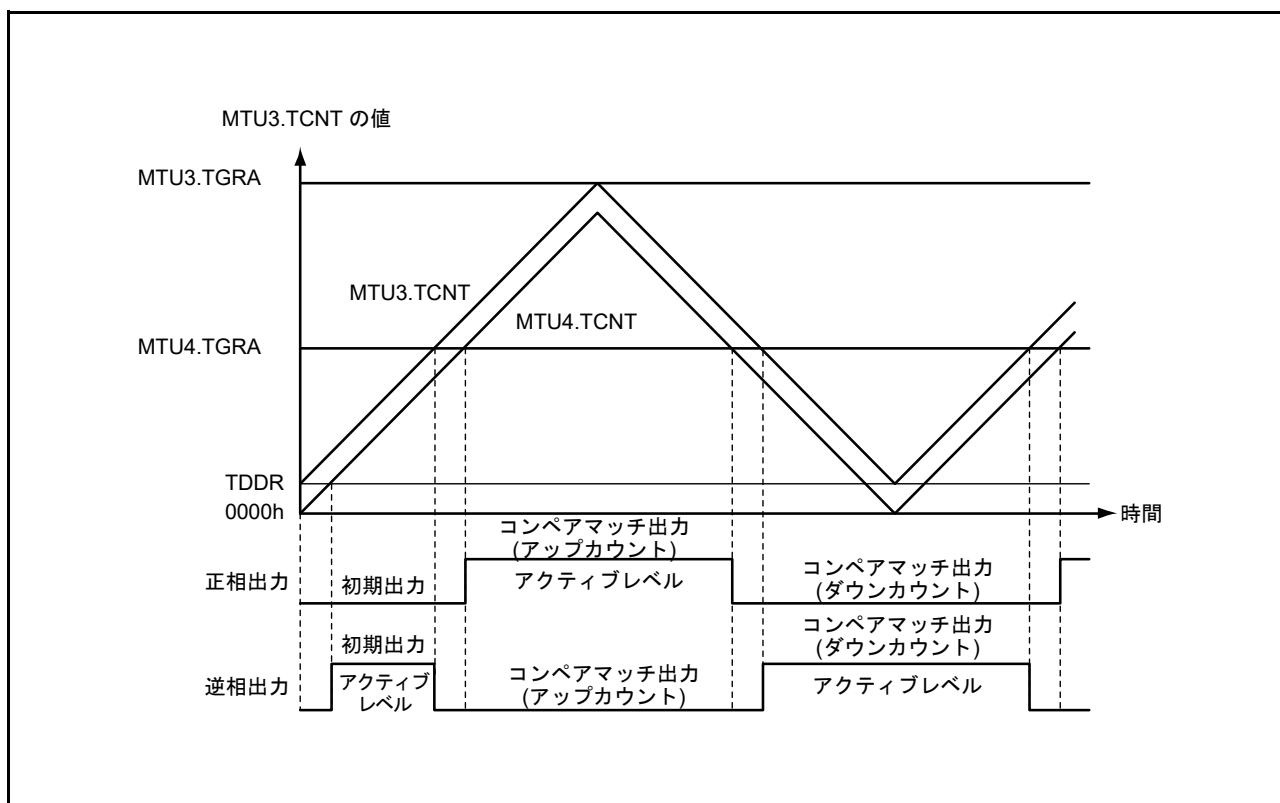 MTU3.TCNT の値
MTU3.TGRA
MTU3.TCNT
MTU4.TCNT
MTU4.TGRA
TDDR
0000h
時間
コンペアマッチ出力
(アップカウント)
正相出力
初期出力
アクティブレベル
コンペアマッチ出力
(ダウンカウント)
初期出力
コンペアマッチ出力
(ダウンカウント)
逆相出力
アクティブ
レベル
コンペアマッチ出力
(アップカウント)
アクティブレベル